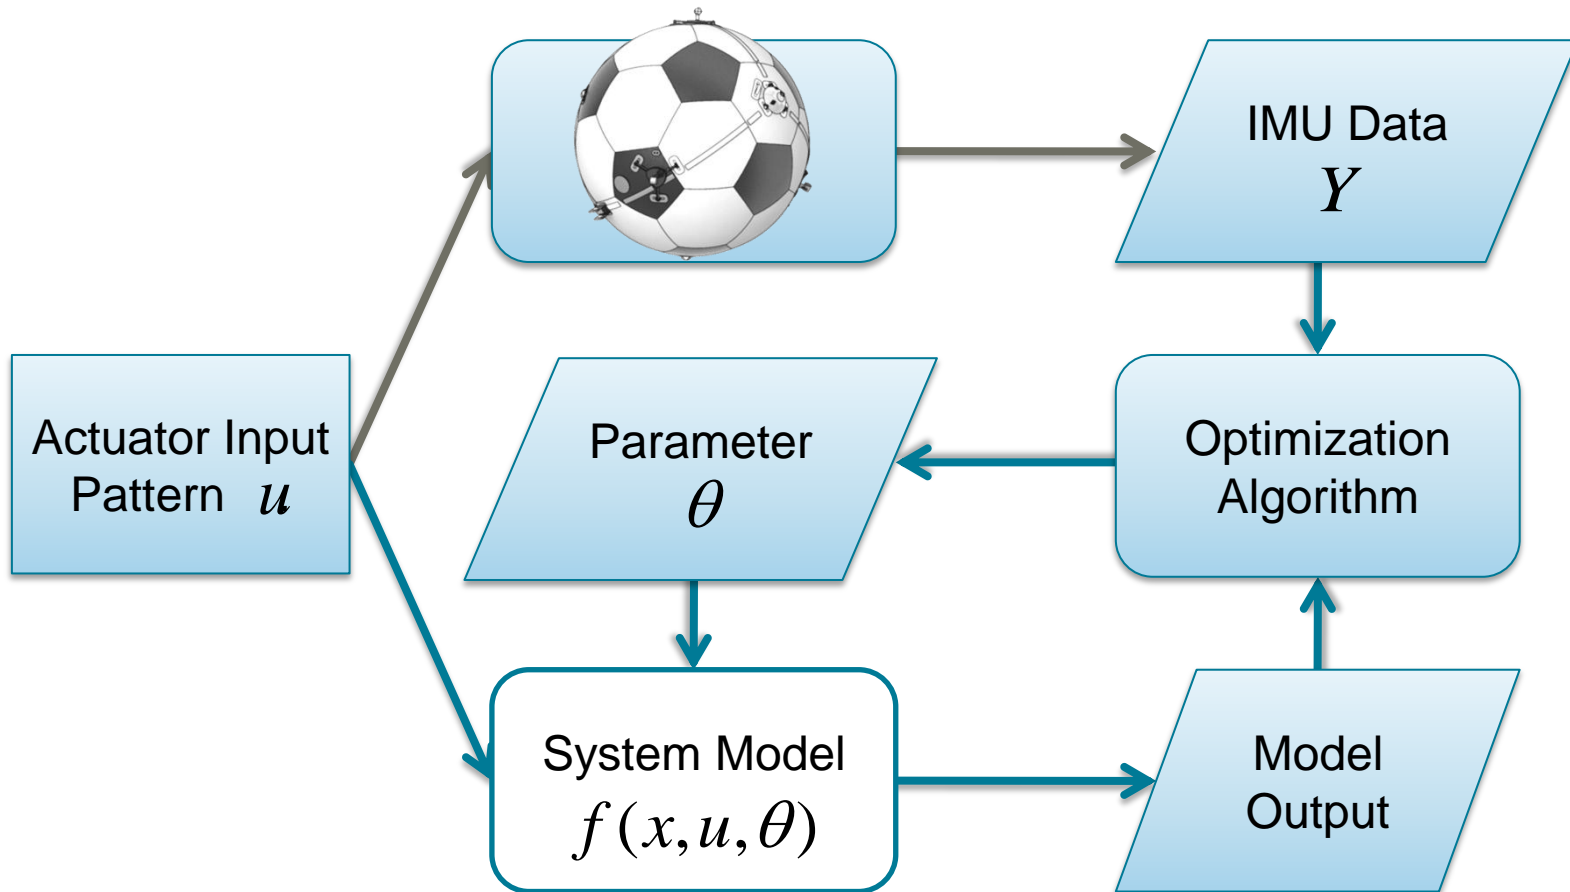 IMU Data
Y
Actuator Input
Pattern u
Parameter
θ
Optimization
Algorithm
System Model
f(x,u,θ)
Model
Output